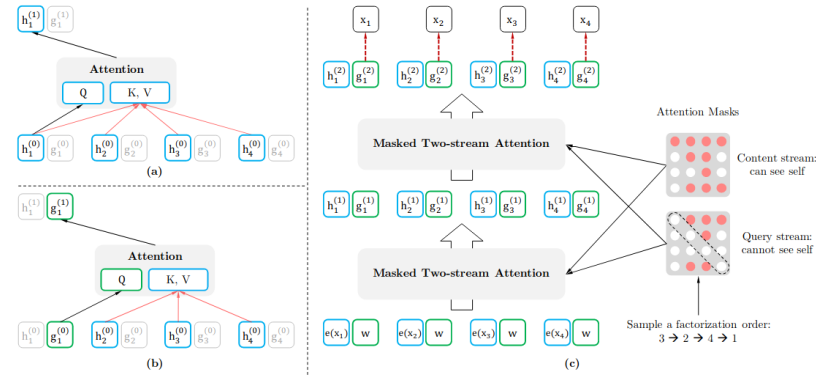 h₁⁽¹⁾ g₁⁽¹⁾
Attention
Q K, V
h₁⁽⁰⁾ g₁⁽⁰⁾ h₂⁽⁰⁾ g₂⁽⁰⁾ h₃⁽⁰⁾ g₃⁽⁰⁾ h₄⁽⁰⁾ g₄⁽⁰⁾
(a)
h₁⁽¹⁾ g₁⁽¹⁾
Attention
Q K, V
h₁⁽⁰⁾ g₁⁽⁰⁾ h₂⁽⁰⁾ g₂⁽⁰⁾ h₃⁽⁰⁾ g₃⁽⁰⁾ h₄⁽⁰⁾ g₄⁽⁰⁾
(b)
x₁ x₂ x₃ x₄
h₁⁽²⁾ g₁⁽²⁾ h₂⁽²⁾ g₂⁽²⁾ h₃⁽²⁾ g₃⁽²⁾ h₄⁽²⁾ g₄⁽²⁾
Masked Two-stream Attention
h₁⁽¹⁾ g₁⁽¹⁾ h₂⁽¹⁾ g₂⁽¹⁾ h₃⁽¹⁾ g₃⁽¹⁾ h₄⁽¹⁾ g₄⁽¹⁾
Masked Two-stream Attention
e(x₁) w e(x₂) w e(x₃) w e(x₄) w
(c)
Attention Masks
Content stream:
can see self
Query stream:
cannot see self
Sample a factorization order:
3 → 2 → 4 → 1